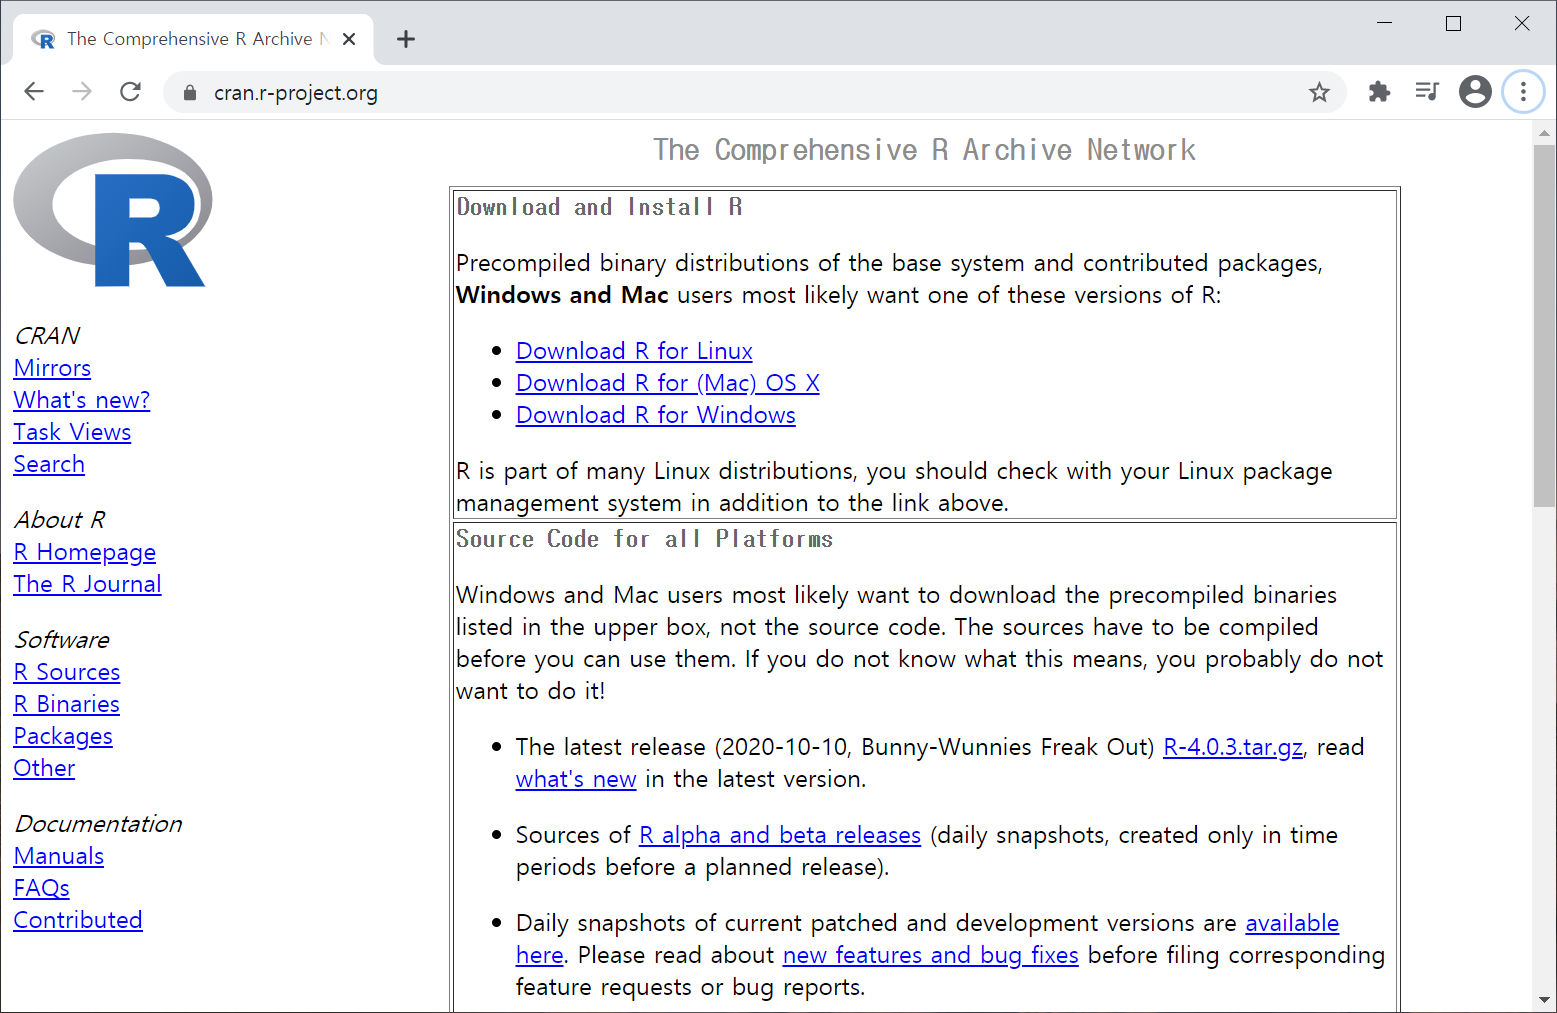 The Comprehensive R Archive N
cran.r-project.org
R
CRAN
Mirrors
What's new?
Task Views
Search
About R
R Homepage
The R Journal
Software
R Sources
R Binaries
Packages
Other
Documentation
Manuals
FAQs
Contributed
The Comprehensive R Archive Network
Download and Install R
Precompiled binary distributions of the base system and contributed packages,
Windows and Mac users most likely want one of these versions of R:
Download R for Linux
Download R for (Mac) OS X
Download R for Windows
R is part of many Linux distributions, you should check with your Linux package
management system in addition to the link above.
Source Code for all Platforms
Windows and Mac users most likely want to download the precompiled binaries
listed in the upper box, not the source code. The sources have to be compiled
before you can use them. If you do not know what this means, you probably do not
want to do it!
The latest release (2020-10-10, Bunny-Wunnies Freak Out) R-4.0.3.tar.gz, read
what's new in the latest version.
Sources of R alpha and beta releases (daily snapshots, created only in time
periods before a planned release).
Daily snapshots of current patched and development versions are available
here. Please read about new features and bug fixes before filing corresponding
feature requests or bug reports.